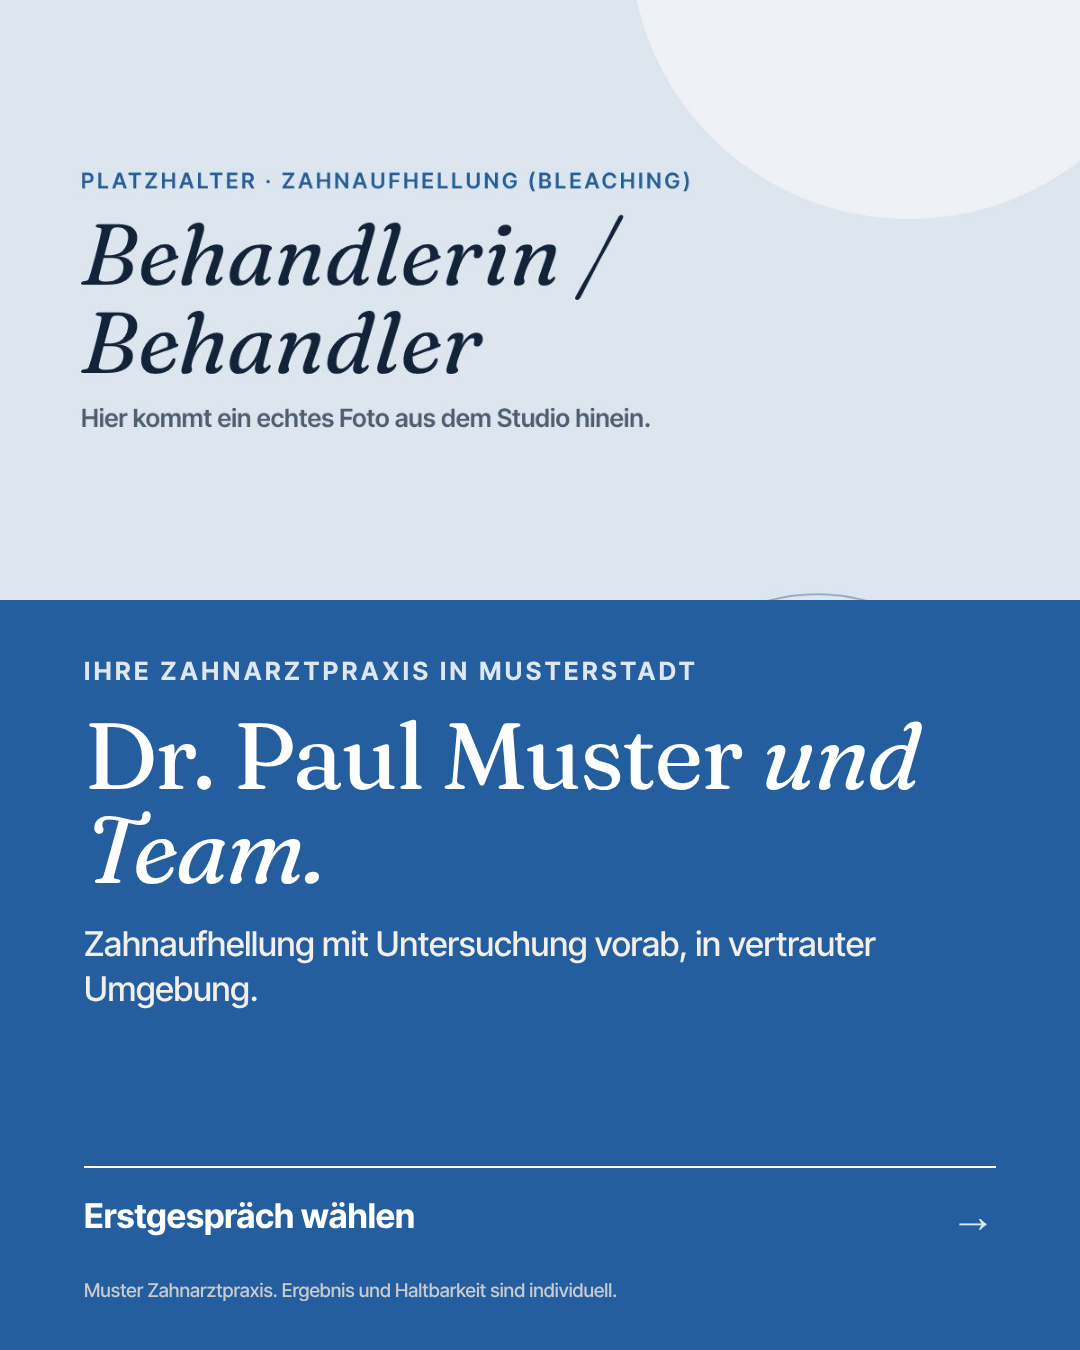 PLATZHALTER · ZAHNAUFHELLUNG (BLEACHING)
Behandlerin /
Behandler
Hier kommt ein echtes Foto aus dem Studio hinein.
IHRE ZAHNARZTPRAXIS IN MUSTERSTADT
Dr. Paul Muster und
Team.
Zahnaufhellung mit Untersuchung vorab, in vertrauter
Umgebung.
Erstgespräch wählen →
Muster Zahnarztpraxis. Ergebnis und Haltbarkeit sind individuell.